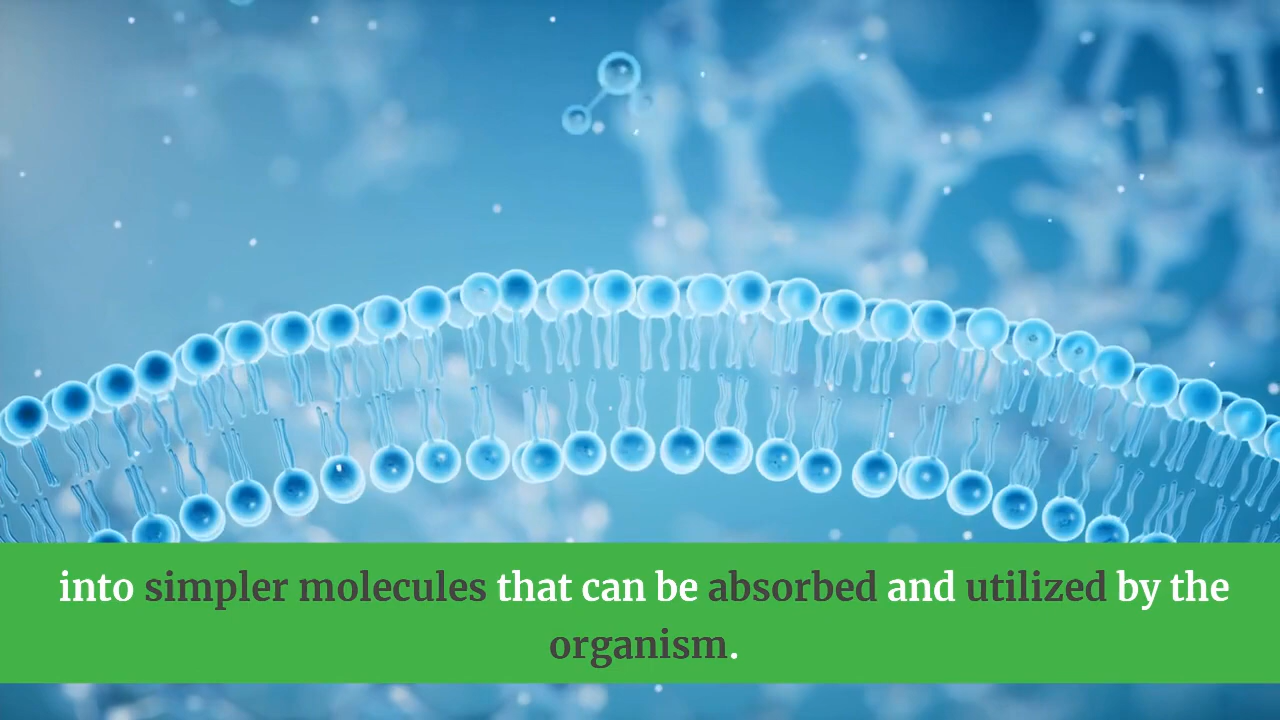 into simpler molecules that can be absorbed and utilized by the
organism.